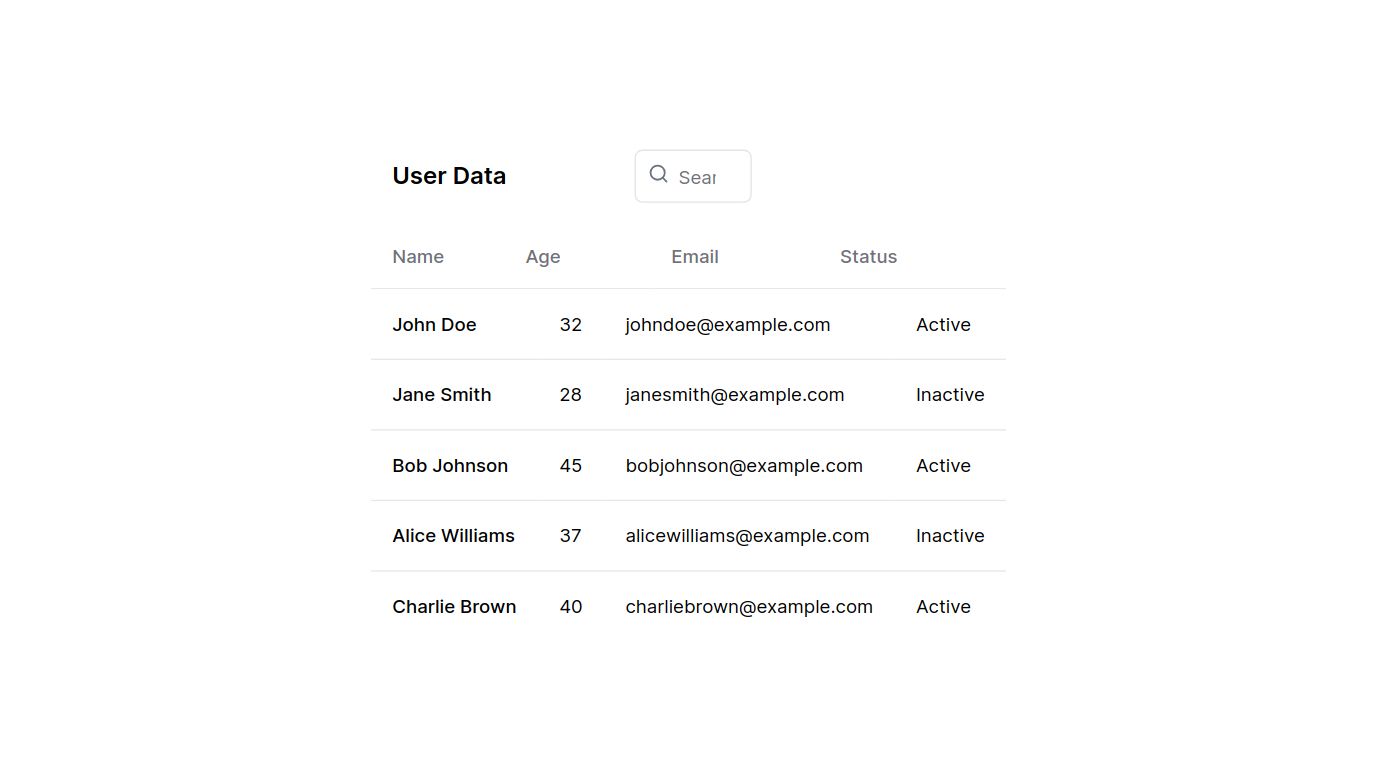 User Data Sear
Name Age Email Status
John Doe 32 johndoe@example.com Active
Jane Smith 28 janesmith@example.com Inactive
Bob Johnson 45 bobjohnson@example.com Active
Alice Williams 37 alicewilliams@example.com Inactive
Charlie Brown 40 charliebrown@example.com Active